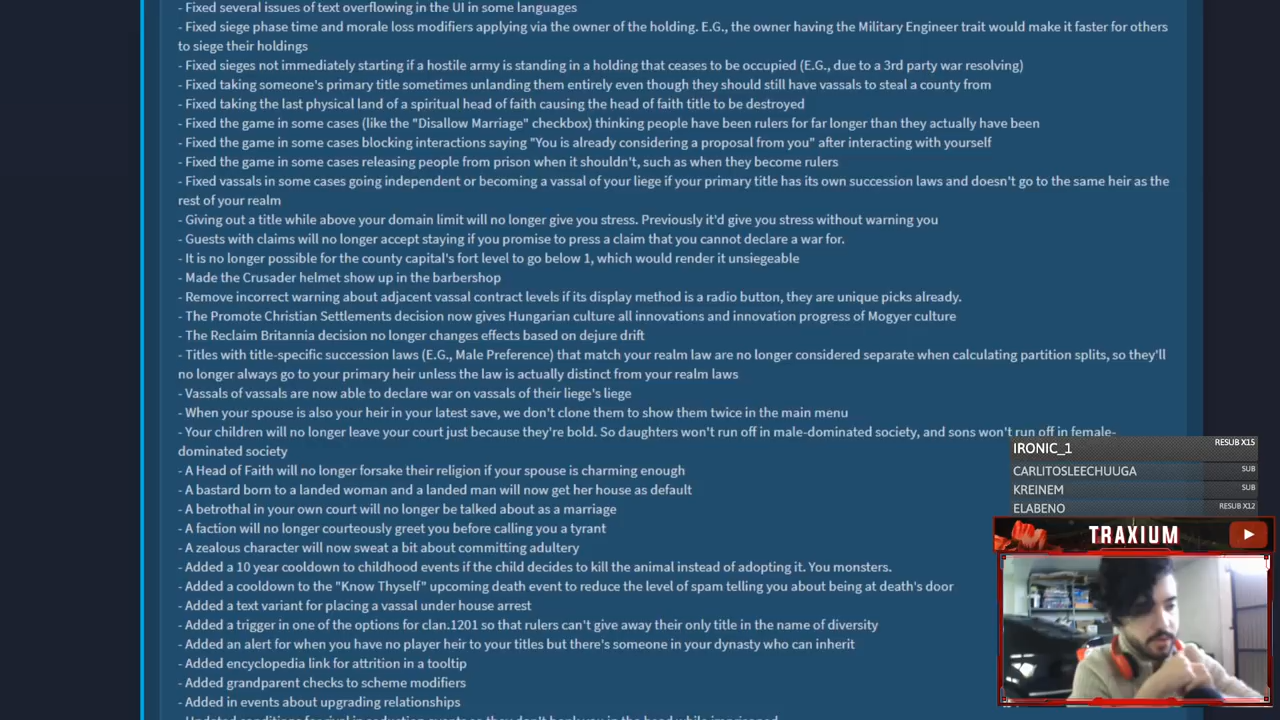 - Fixed several issues of text overflowing in the UI in some languages
- Fixed siege phase time and morale loss modifiers applying via the owner of the holding. E.G., the owner having the Military Engineer trait would make it faster for others
to siege their holdings
- Fixed sieges not immediately starting if a hostile army is standing in a holding that ceases to be occupied (E.G., due to a 3rd party war resolving)
- Fixed taking someone's primary title sometimes unlanding them entirely even though they should still have vassals to steal a county from
- Fixed taking the last physical land of a spiritual head of faith causing the head of faith title to be destroyed
- Fixed the game in some cases (like the "Disallow Marriage" checkbox) thinking people have been rulers for far longer than they actually have been
- Fixed the game in some cases blocking interactions saying "You is already considering a proposal from you" after interacting with yourself
- Fixed the game in some cases releasing people from prison when it shouldn't, such as when they become rulers
- Fixed vassals in some cases going independent or becoming a vassal of your liege if your primary title has its own succession laws and doesn't go to the same heir as the
rest of your realm
- Giving out a title while above your domain limit will no longer give you stress. Previously it'd give you stress without warning you
- Guests with claims will no longer accept staying if you promise to press a claim that you cannot declare a war for.
- It is no longer possible for the county capital's fort level to go below 1, which would render it unsiegeable
- Made the Crusader helmet show up in the barbershop
- Remove incorrect warning about adjacent vassal contract levels if its display method is a radio button, they are unique picks already.
- The Promote Christian Settlements decision now gives Hungarian culture all innovations and innovation progress of Mogyer culture
- The Reclaim Britannia decision no longer changes effects based on dejure drift
- Titles with title-specific succession laws (E.G., Male Preference) that match your realm law are no longer considered separate when calculating partition splits, so they'll
no longer always go to your primary heir unless the law is actually distinct from your realm laws
- Vassals of vassals are now able to declare war on vassals of their liege's liege
- When your spouse is also your heir in your latest save, we don't clone them to show them twice in the main menu
- Your children will no longer leave your court just because they're bold. So daughters won't run off in male-dominated society, and sons won't run off in female-
dominated society
- A Head of Faith will no longer forsake their religion if your spouse is charming enough
- A bastard born to a landed woman and a landed man will now get her house as default
- A betrothal in your own court will no longer be talked about as a marriage
- A faction will no longer courteously greet you before calling you a tyrant
- A zealous character will now sweat a bit about committing adultery
- Added a 10 year cooldown to childhood events if the child decides to kill the animal instead of adopting it. You monsters.
- Added a cooldown to the "Know Thyself" upcoming death event to reduce the level of spam telling you about being at death's door
- Added a text variant for placing a vassal under house arrest
- Added a trigger in one of the options for clan.1201 so that rulers can't give away their only title in the name of diversity
- Added an alert for when you have no player heir to your titles but there's someone in your dynasty who can inherit
- Added encyclopedia link for attrition in a tooltip
- Added grandparent checks to scheme modifiers
- Added in events about upgrading relationships
IRONIC_1 RESUB X15
CARLITOSLEECHUUGA SUB
KREINEM SUB
ELABENO RESUB X12
TRAXIUM